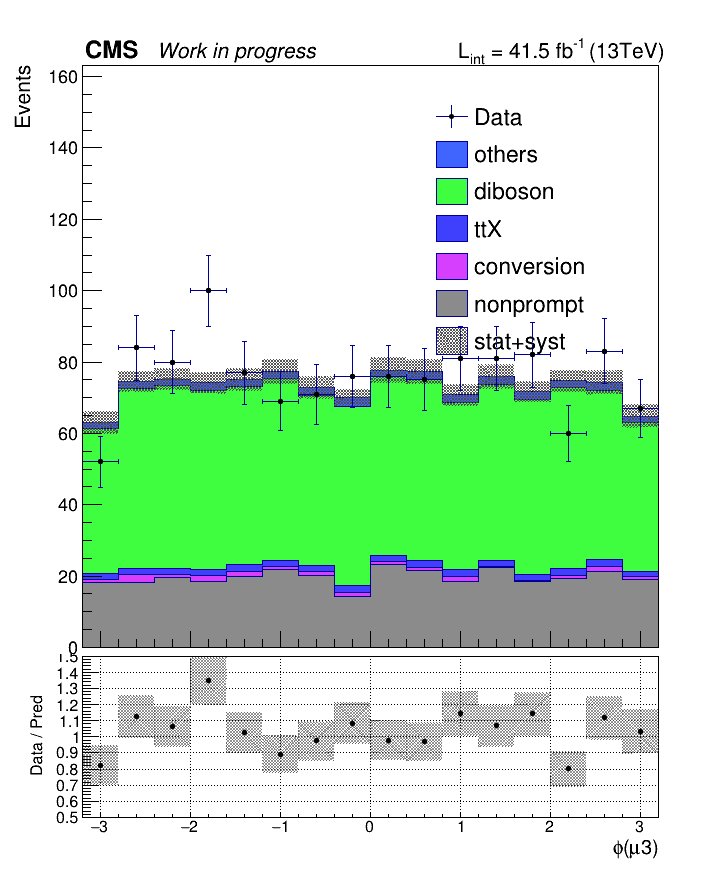 CMS Work in progress L_int = 41.5 fb^-1 (13TeV)
Events
160
140
120
100
80
60
40
20
0
Data
others
diboson
ttX
conversion
nonprompt
stat+syst
Data / Pred
1.5
1.4
1.3
1.2
1.1
1
0.9
0.8
0.7
0.6
0.5
−3 −2 −1 0 1 2 3
ϕ(μ3)